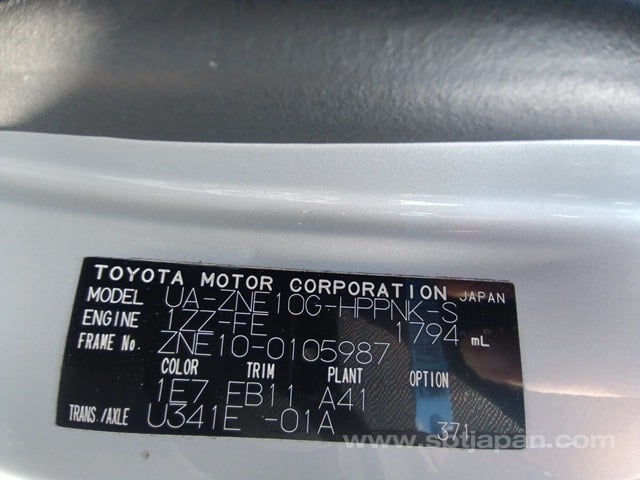 TOYOTA MOTOR CORPORATION JAPAN
MODEL UA-ZNE10G-HPPNK-S
ENGINE 1ZZ-FE 1794 mL
FRAME No. ZNE10-0105987
COLOR TRIM PLANT OPTION
1E7 FB11 A41
TRANS./AXLE U341E -01A
371
www.sbtjapan.com